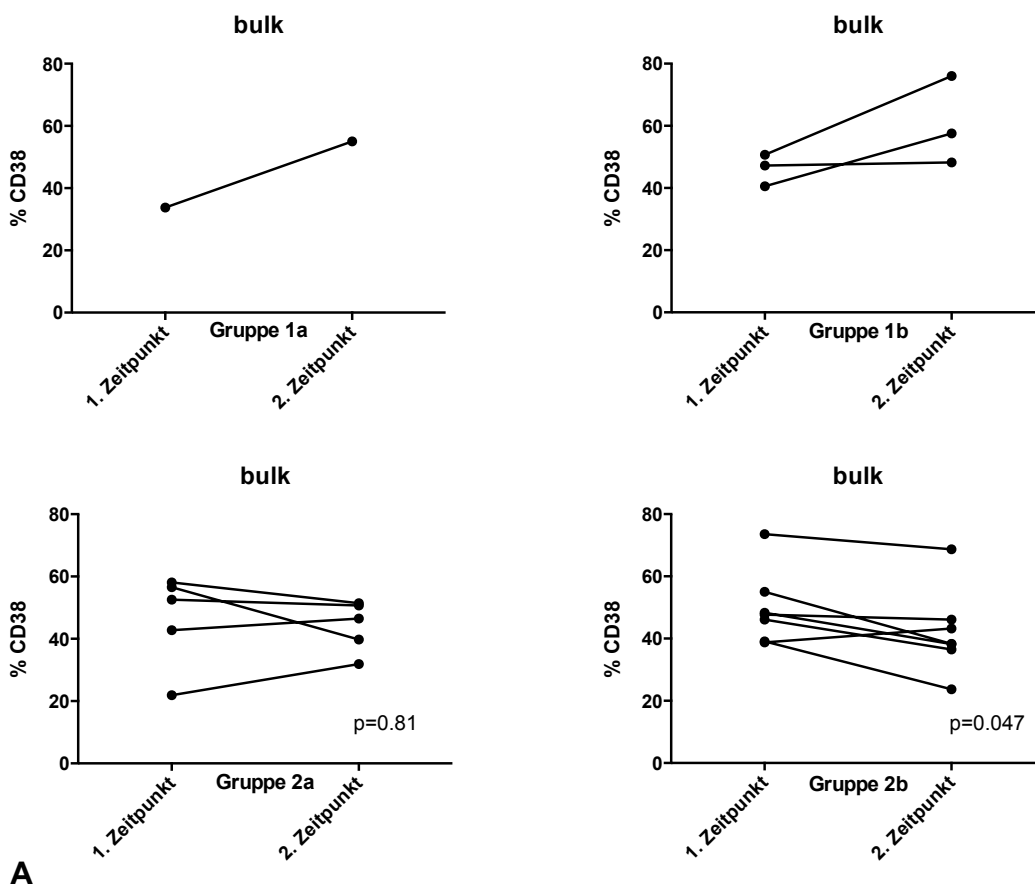 bulk
80
60
40
20
0
% CD38
Gruppe 1a
1. Zeitpunkt
2. Zeitpunkt
bulk
80
60
40
20
0
% CD38
Gruppe 1b
1. Zeitpunkt
2. Zeitpunkt
bulk
80
60
40
20
0
% CD38
p=0.81
Gruppe 2a
1. Zeitpunkt
2. Zeitpunkt
bulk
80
60
40
20
0
% CD38
p=0.047
Gruppe 2b
1. Zeitpunkt
2. Zeitpunkt
A